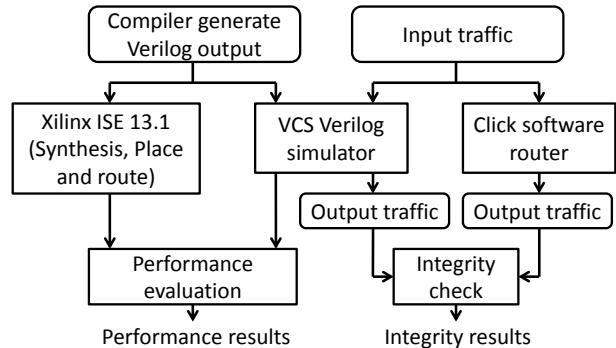 Compiler generate
Verilog output
Input traffic
Xilinx ISE 13.1
(Synthesis, Place
and route)
VCS Verilog
simulator
Click software
router
Output traffic
Output traffic
Performance
evaluation
Integrity
check
Performance results
Integrity results